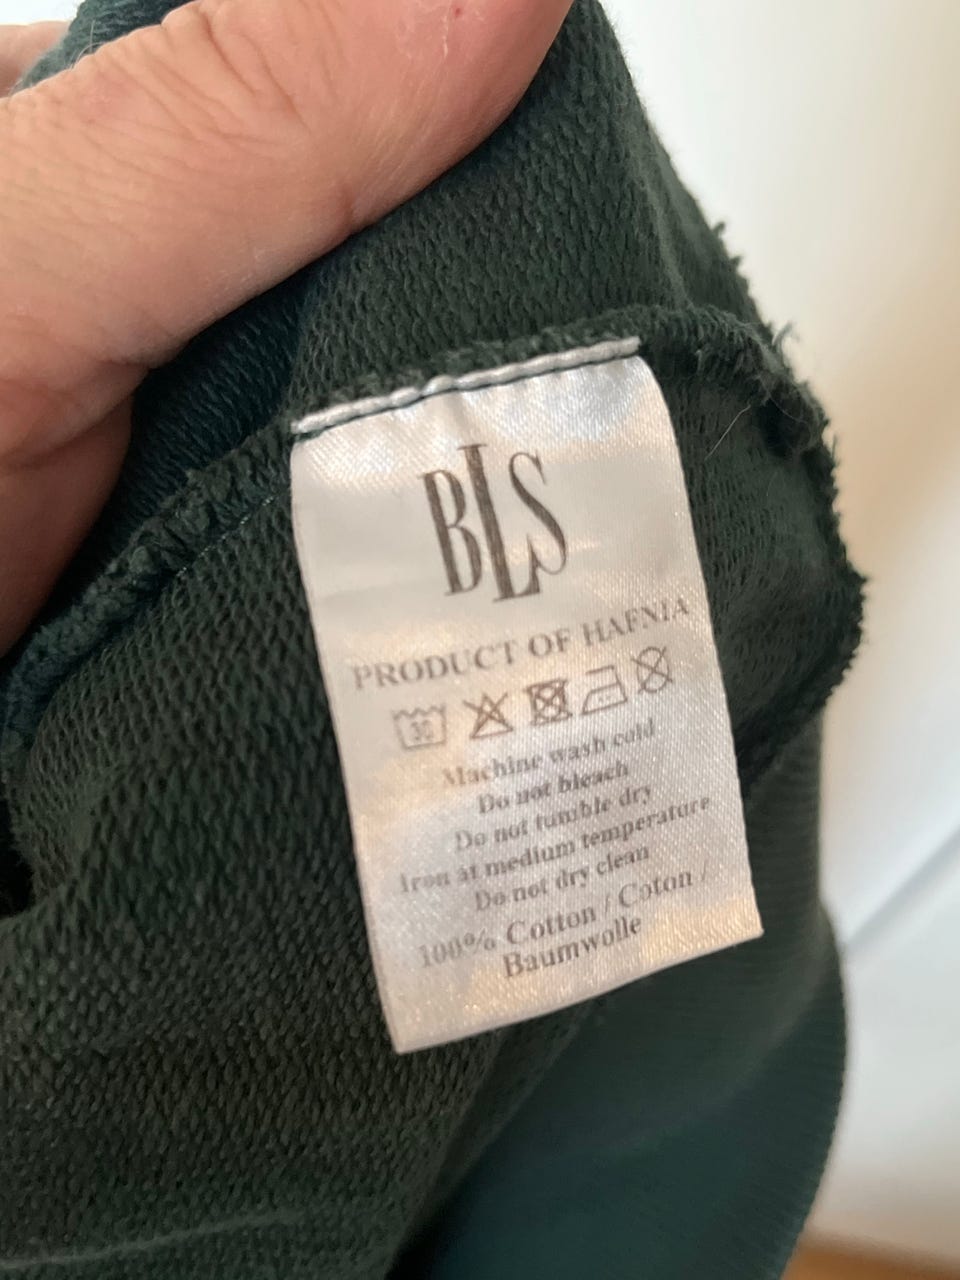 BLS
PRODUCT OF HAFNIA
30
Machine wash cold
Do not bleach
Do not tumble dry
Iron at medium temperature
Do not dry clean
100% Cotton / Coton /
Baumwolle